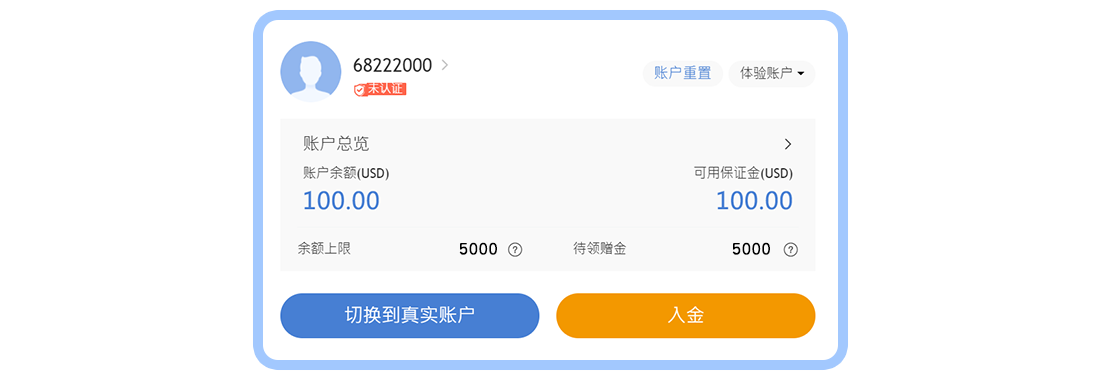 68222000
未认证
账户重置
体验账户
账户总览
账户余额(USD)
可用保证金(USD)
100.00
100.00
余额上限 5000 ?
待领赠金 5000 ?
切换到真实账户
入金